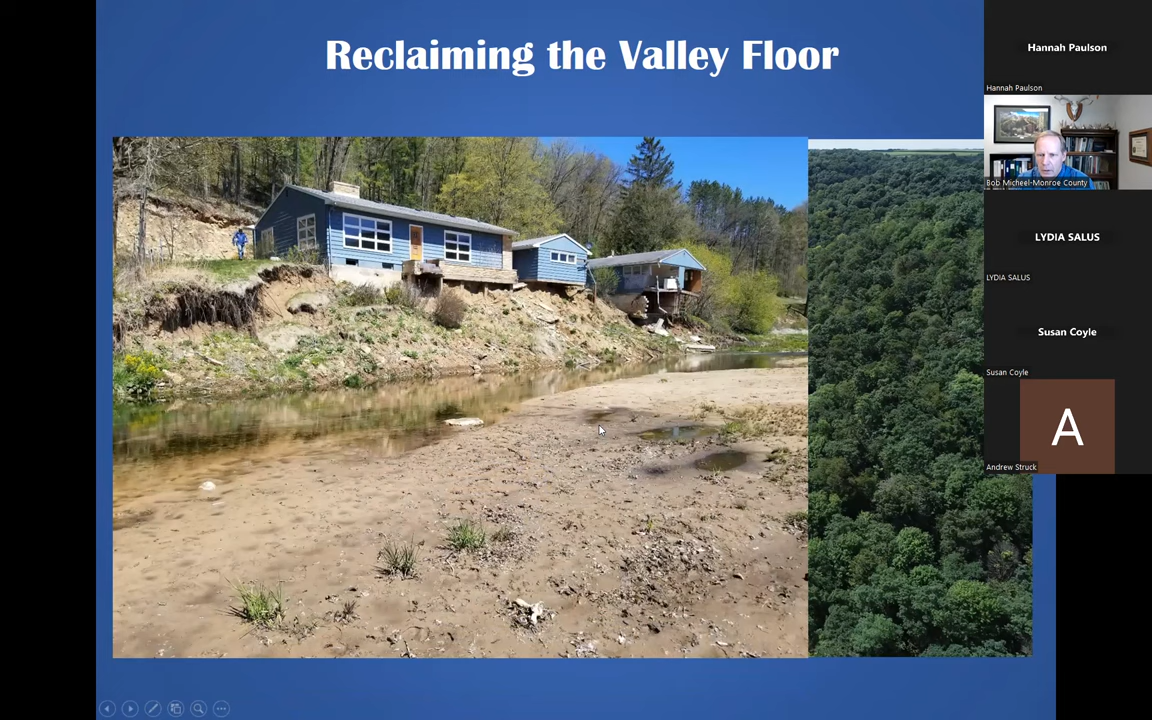 Reclaiming the Valley Floor
Hannah Paulson
Hannah Paulson
Bob Micheel-Monroe County
LYDIA SALUS
LYDIA SALUS
Susan Coyle
Susan Coyle
A
Andrew Struck